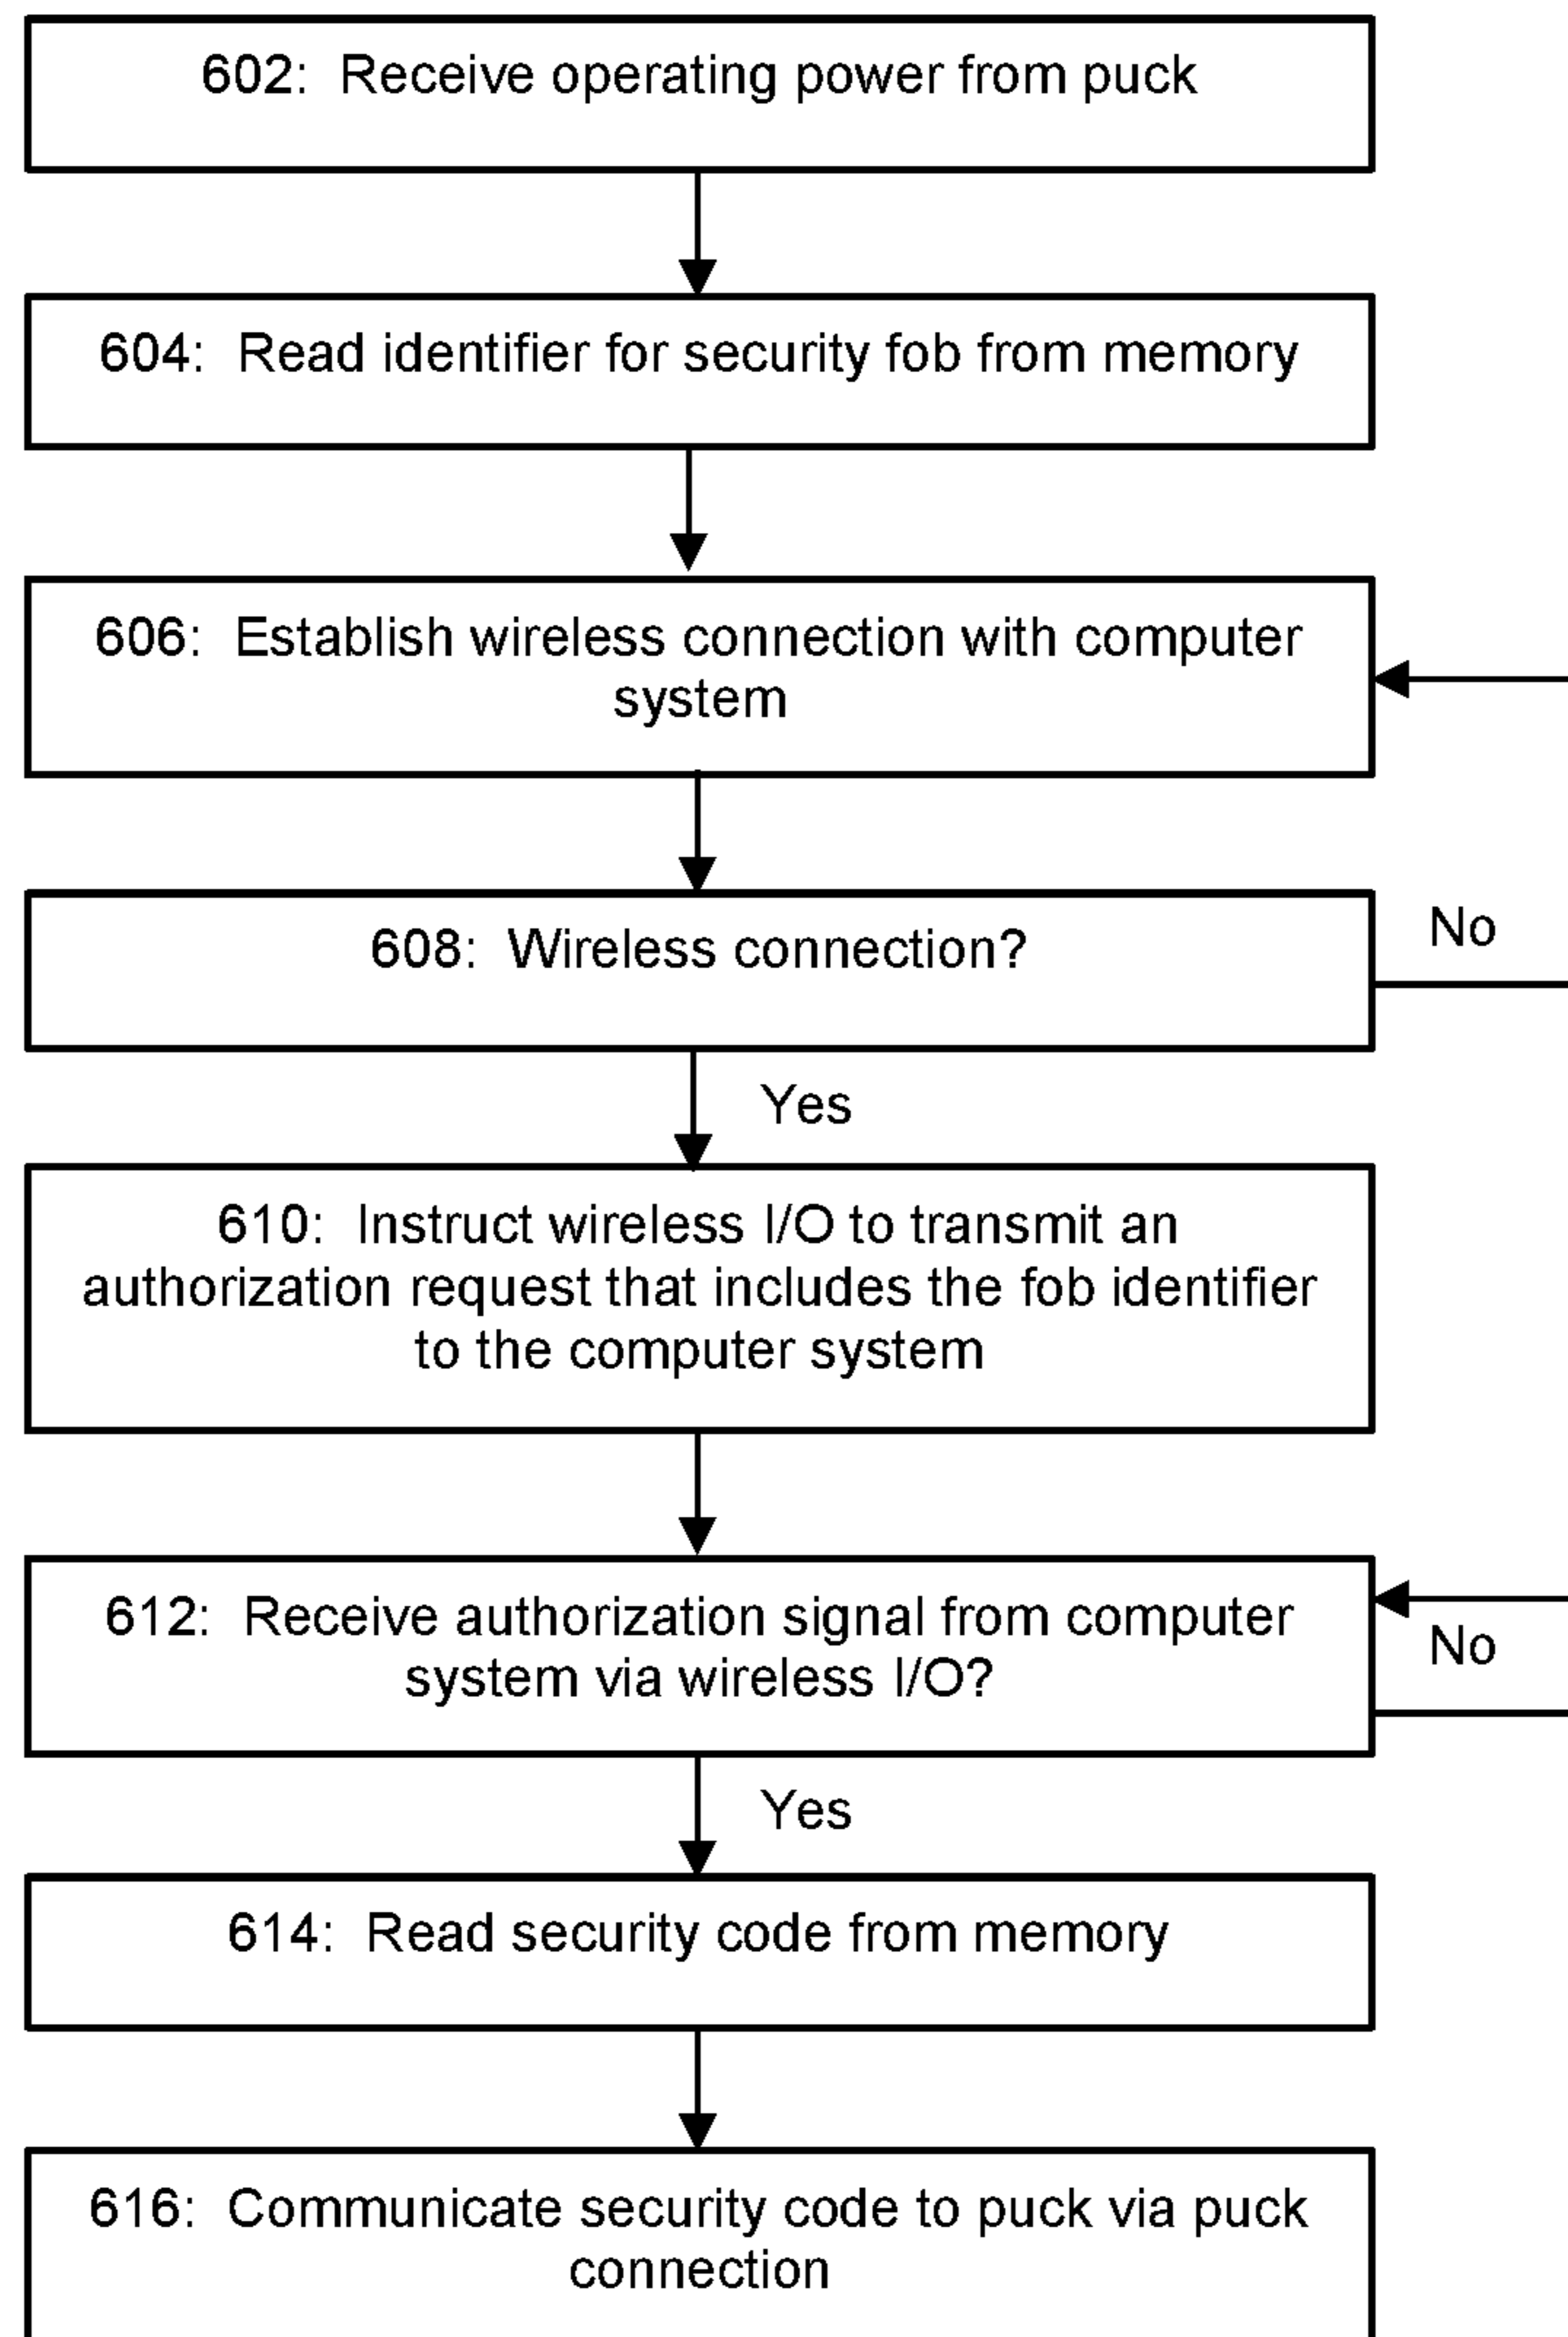 602: Receive operating power from puck
604: Read identifier for security fob from memory
606: Establish wireless connection with computer
system
608: Wireless connection?
No
Yes
610: Instruct wireless I/O to transmit an
authorization request that includes the fob identifier
to the computer system
612: Receive authorization signal from computer
system via wireless I/O?
No
Yes
614: Read security code from memory
616: Communicate security code to puck via puck
connection